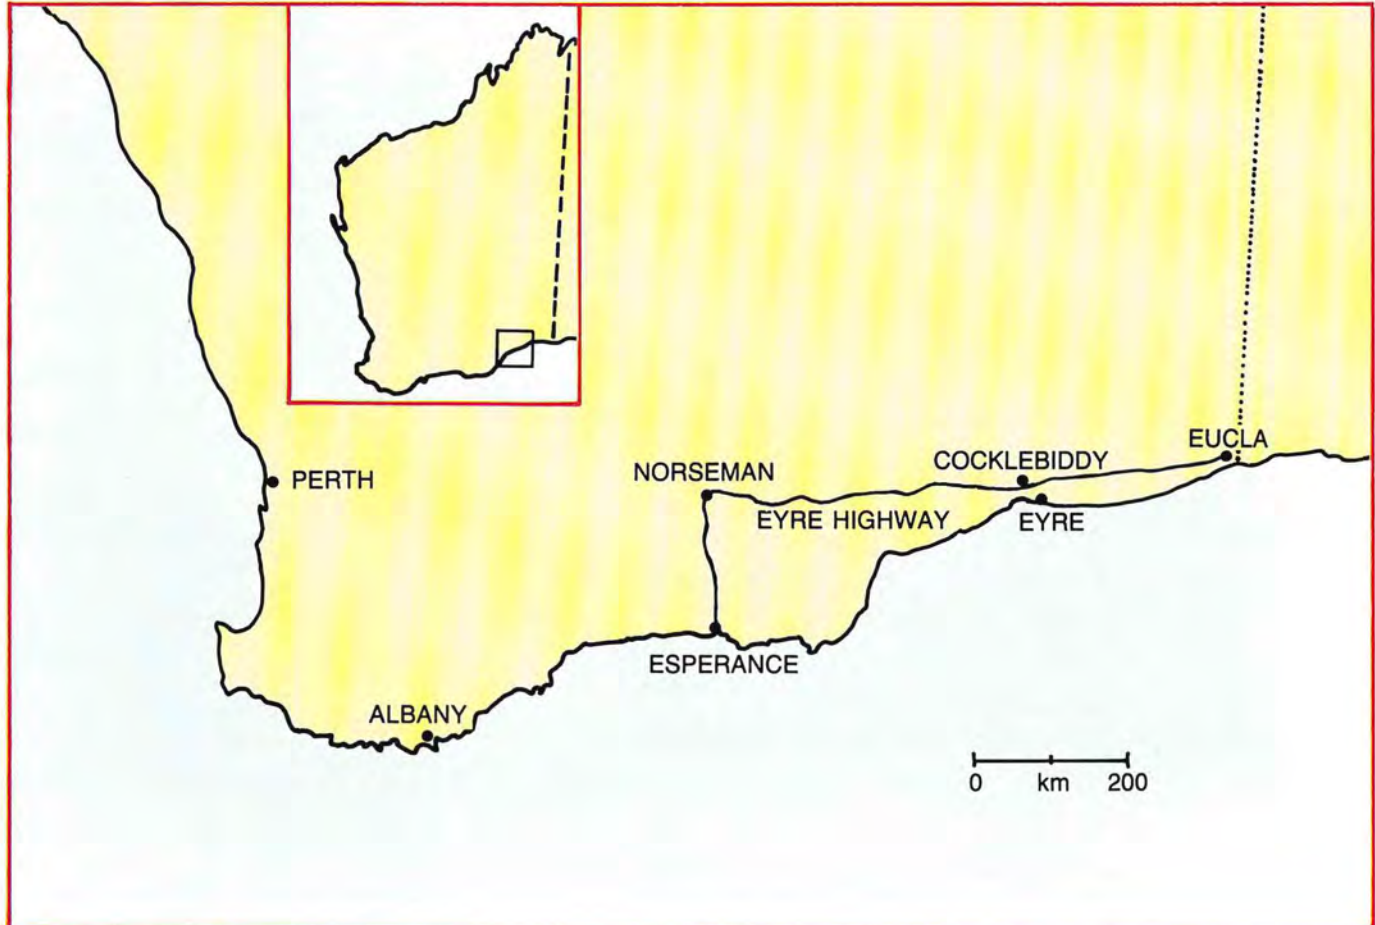 EUCLA
COCKLEBIDDY
NORSEMAN
PERTH
EYRE HIGHWAY
EYRE
ESPERANCE
ALBANY
0 km 200